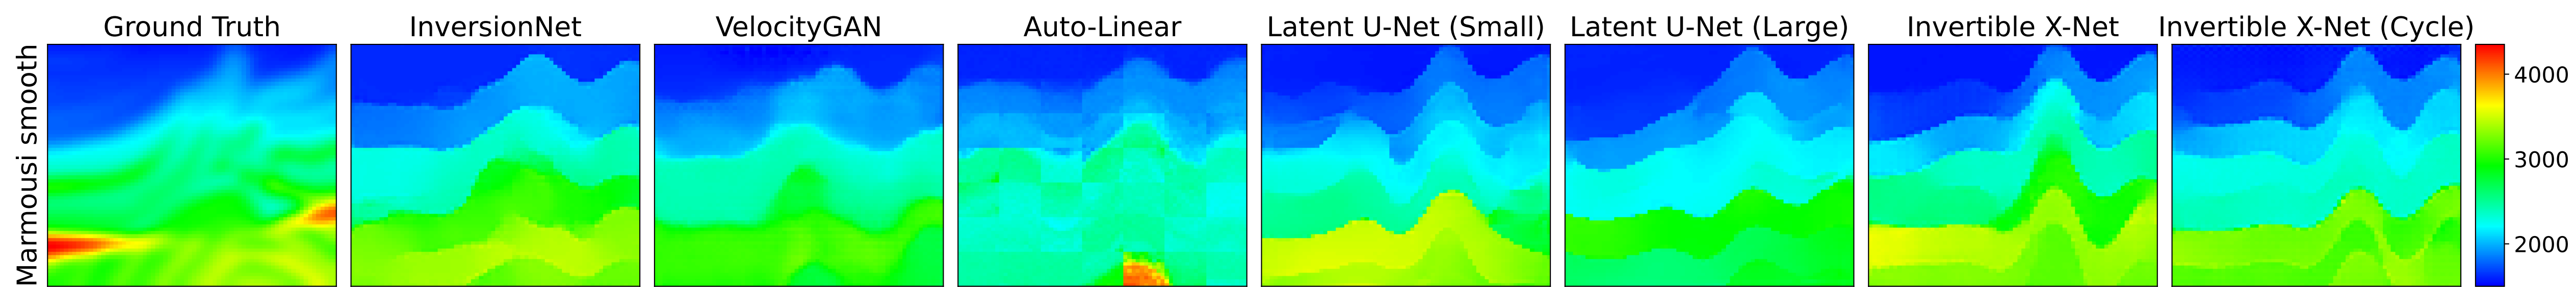 Ground Truth
InversionNet
VelocityGAN
Auto-Linear
Latent U-Net (Small)
Latent U-Net (Large)
Invertible X-Net
Invertible X-Net (Cycle)
Marmousi smooth
4000
3000
2000